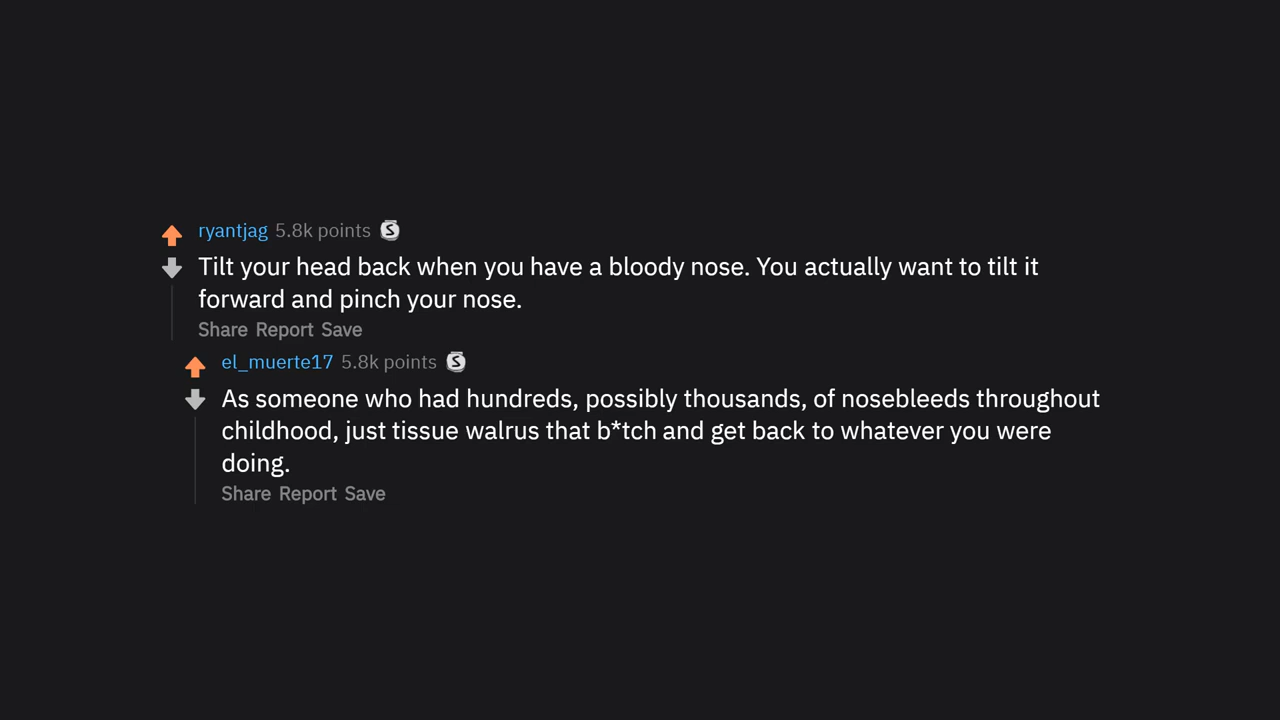 ryantjag 5.8k points S
Tilt your head back when you have a bloody nose. You actually want to tilt it
forward and pinch your nose.
Share Report Save
el_muerte17 5.8k points S
As someone who had hundreds, possibly thousands, of nosebleeds throughout
childhood, just tissue walrus that b*tch and get back to whatever you were
doing.
Share Report Save